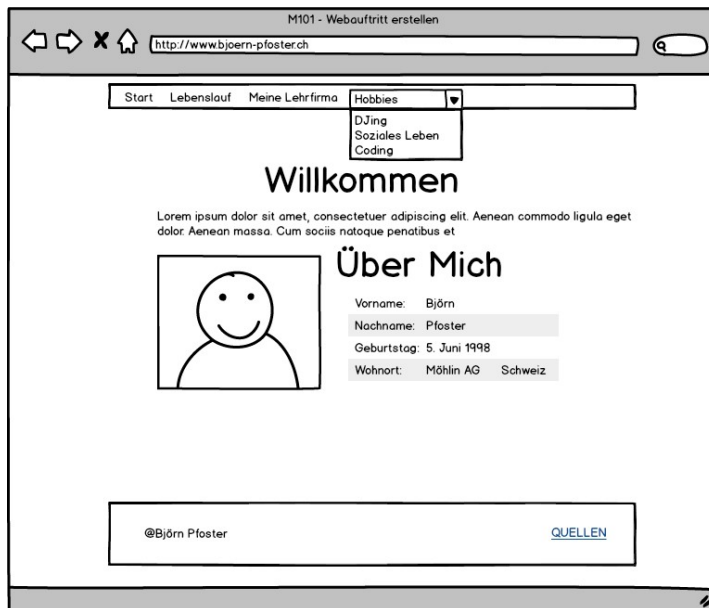 M101 - Webauftritt erstellen
http://www.bjoern-pfoster.ch
Start Lebenslauf Meine Lehrfirma Hobbies
DJing
Soziales Leben
Coding
Willkommen
Lorem ipsum dolor sit amet, consectetuer adipiscing elit. Aenean commodo ligula eget
dolor. Aenean massa. Cum sociis natoque penatibus et
Über Mich
Vorname: Björn
Nachname: Pfoster
Geburtstag: 5. Juni 1998
Wohnort: Möhlin AG Schweiz
@Björn Pfoster QUELLEN